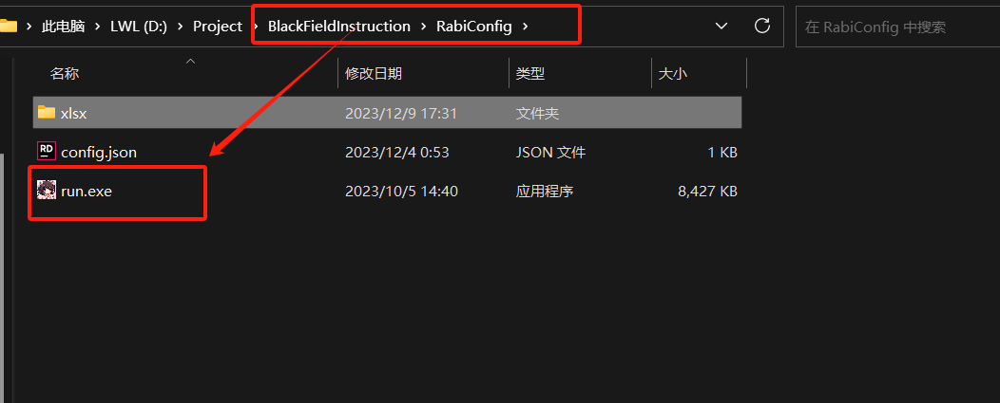 此电脑 › LWL (D:) › Project › BlackFieldInstruction › RabiConfig ›
在 RabiConfig 中搜索
名称 修改日期 类型 大小
xlsx 2023/12/9 17:31 文件夹
RD config.json 2023/12/4 0:53 JSON 文件 1 KB
run.exe 2023/10/5 14:40 应用程序 8,427 KB